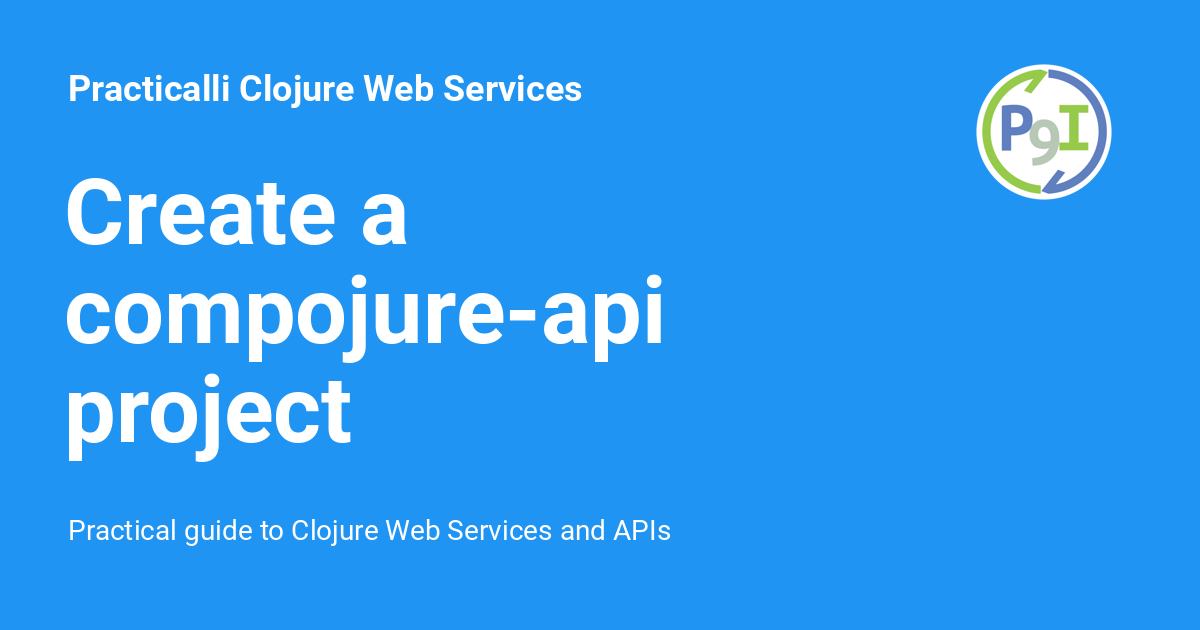 Practicalli Clojure Web Services
P9I
Create a
compojure-api
project
Practical guide to Clojure Web Services and APIs